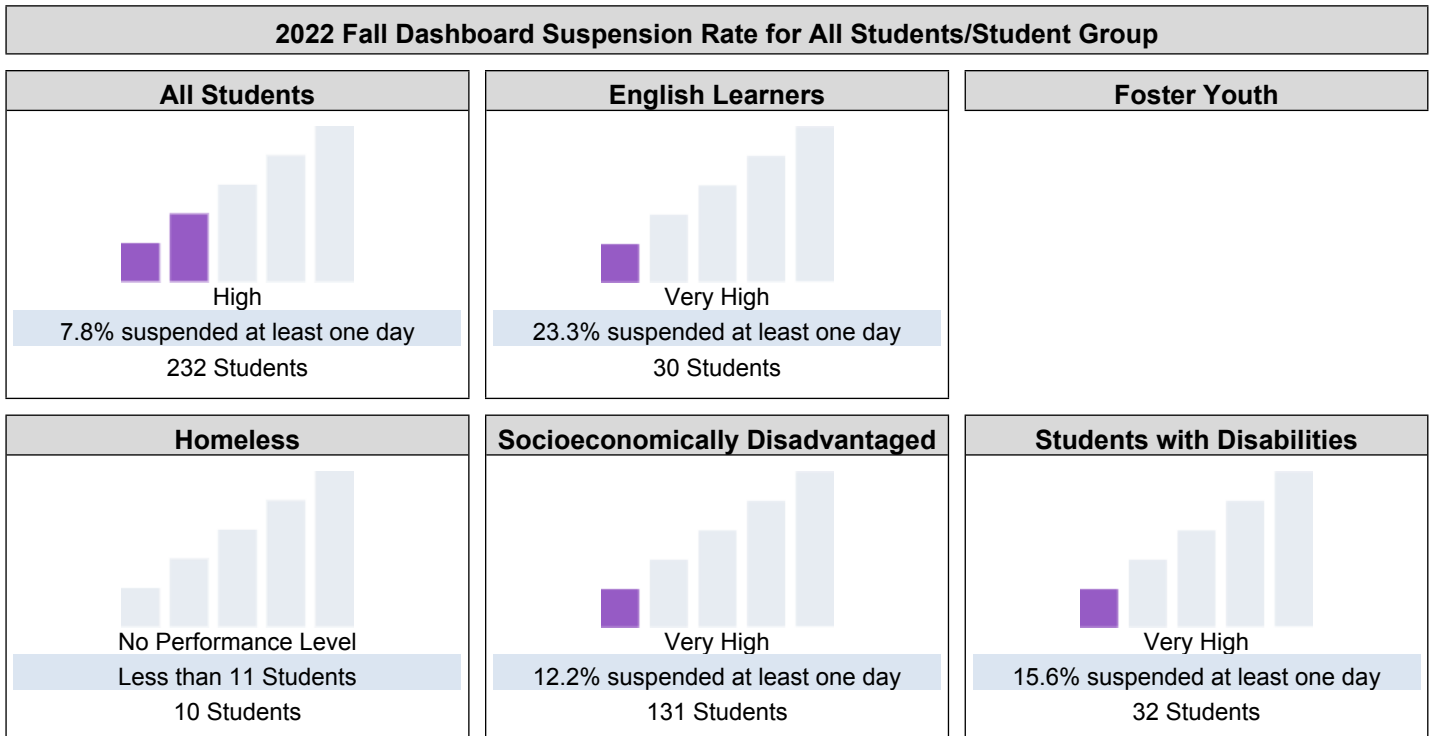 2022 Fall Dashboard Suspension Rate for All Students/Student Group
All Students
High
7.8% suspended at least one day
232 Students
English Learners
Very High
23.3% suspended at least one day
30 Students
Foster Youth
Homeless
No Performance Level
Less than 11 Students
10 Students
Socioeconomically Disadvantaged
Very High
12.2% suspended at least one day
131 Students
Students with Disabilities
Very High
15.6% suspended at least one day
32 Students